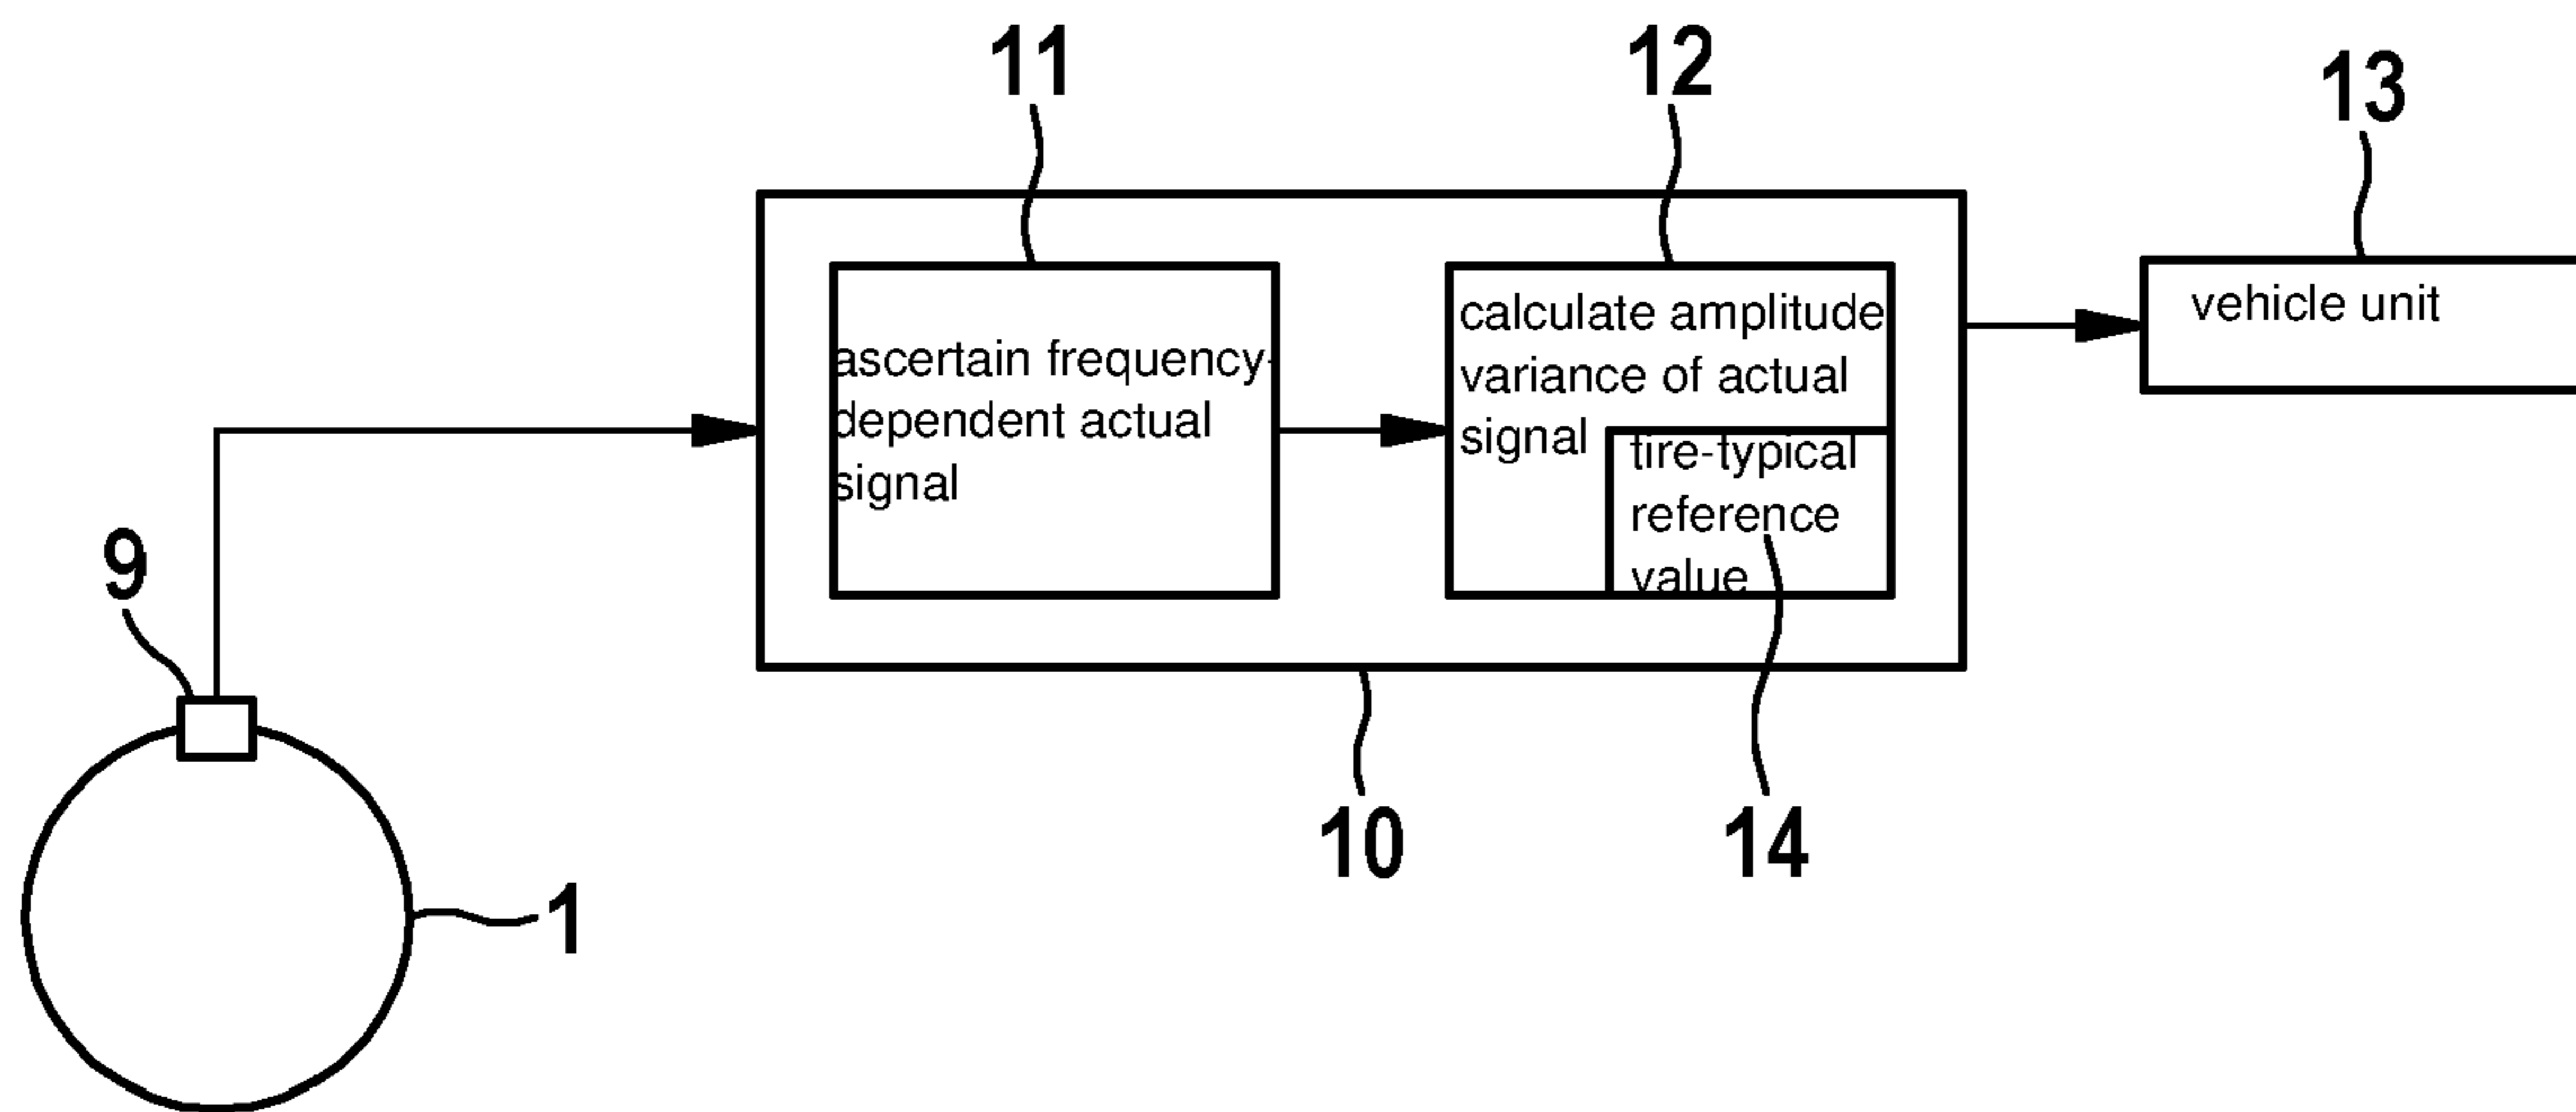 11
12
13
ascertain frequency-
dependent actual
signal
calculate amplitude
variance of actual
signal
tire-typical
reference
value
vehicle unit
9
1
10
14